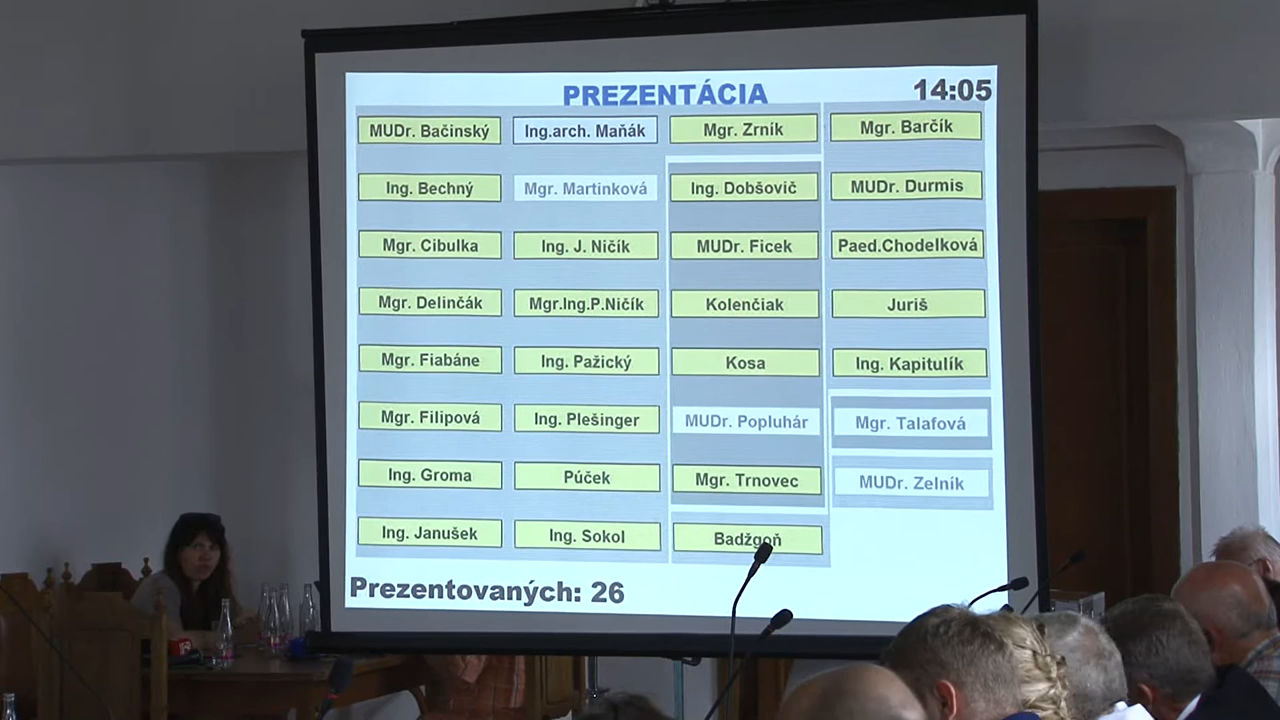 PREZENTÁCIA 14:05
MUDr. Bačinský Ing.arch. Maňák Mgr. Zrník Mgr. Barčík
Ing. Bechný Mgr. Martinková Ing. Dobšovič MUDr. Durmis
Mgr. Cibulka Ing. J. Ničík MUDr. Ficek Paed.Chodelková
Mgr. Delinčák Mgr.Ing.P.Ničík Kolenčiak Juriš
Mgr. Fiabáne Ing. Pažický Kosa Ing. Kapitulík
Mgr. Filipová Ing. Plešinger MUDr. Popluhár Mgr. Talafová
Ing. Groma Púček Mgr. Trnovec MUDr. Zelník
Ing. Janušek Ing. Sokol Badžgoň
Prezentovaných: 26